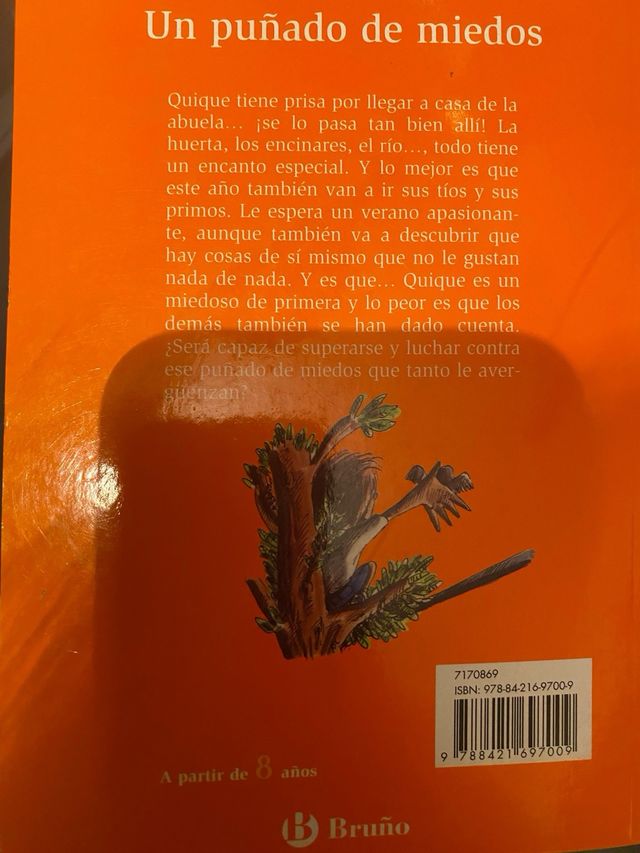 Un puñado de miedos
Quique tiene prisa por llegar a casa de la
abuela... ¡se lo pasa tan bien allí! La
huerta, los encinares, el río..., todo tiene
un encanto especial. Y lo mejor es que
este año también van a ir sus tíos y sus
primos. Le espera un verano apasionan-
te, aunque también va a descubrir que
hay cosas de sí mismo que no le gustan
nada de nada. Y es que... Quique es un
miedoso de primera y lo peor es que los
demás también se han dado cuenta.
¿Será capaz de superarse y luchar contra
ese puñado de miedos que tanto le aver-
güenzan?
7170869
ISBN: 978-84-216-9700-9
9 788421 697009
A partir de 8 años
B Bruño